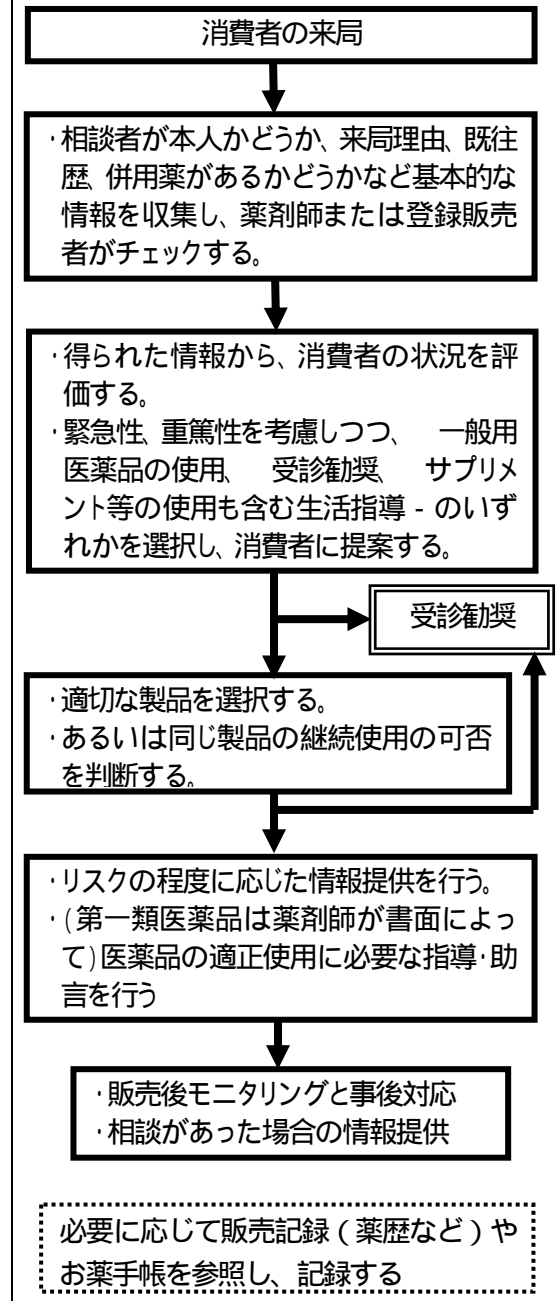 消費者の来局
・相談者が本人かどうか、来局理由、既往
歴、併用薬があるかどうかなど基本的な
情報を収集し、薬剤師または登録販売
者がチェックする。
・得られた情報から、消費者の状況を評
価する。
・緊急性、重篤性を考慮しつつ、 一般用
医薬品の使用、 受診勧奨、 サプリメ
ント等の使用も含む生活指導 - のいず
れかを選択し、消費者に提案する。
受診勧奨
・適切な製品を選択する。
・あるいは同じ製品の継続使用の可否
を判断する。
・リスクの程度に応じた情報提供を行う。
・(第一類医薬品は薬剤師が書面によっ
て)医薬品の適正使用に必要な指導・助
言を行う
・販売後モニタリングと事後対応
・相談があった場合の情報提供
必要に応じて販売記録(薬歴など)や
お薬手帳を参照し、記録する